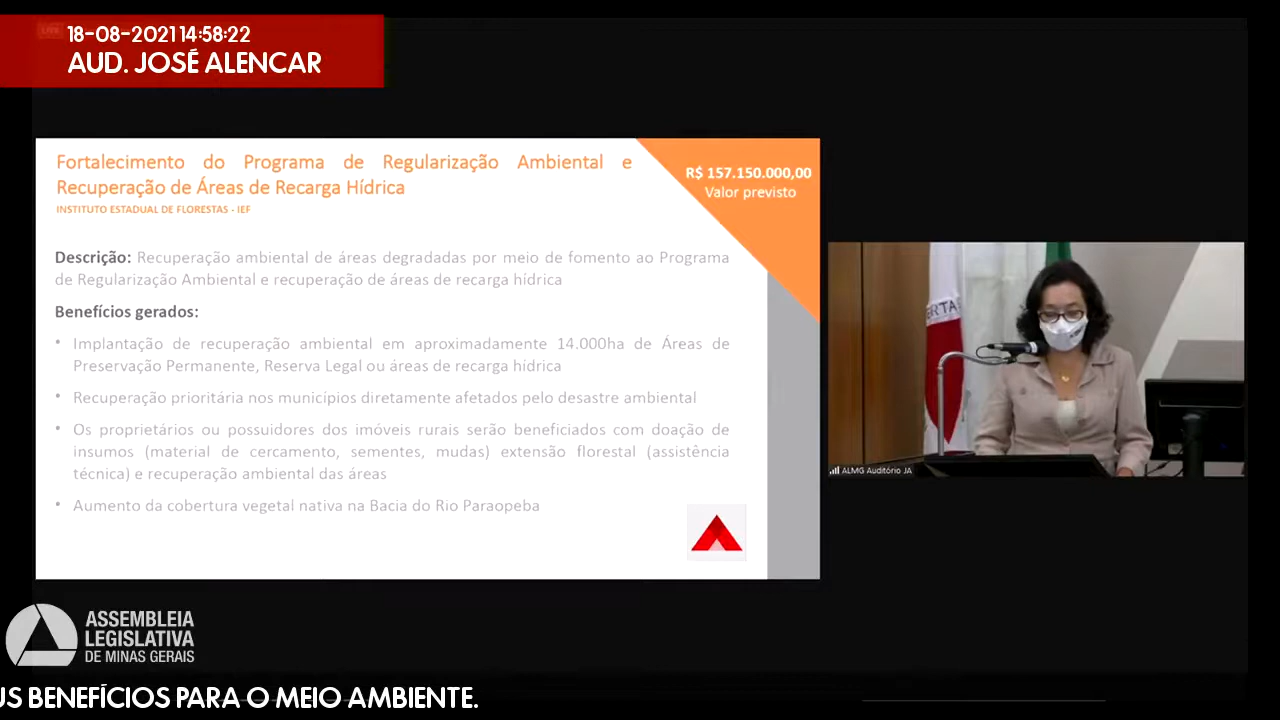 18-08-2021 14:58:22
AUD. JOSÉ ALENCAR
Fortalecimento do Programa de Regularização Ambiental e
Recuperação de Áreas de Recarga Hídrica
INSTITUTO ESTADUAL DE FLORESTAS - IEF
R$ 157.150.000,00
Valor previsto
Descrição: Recuperação ambiental de áreas degradadas por meio de fomento ao Programa
de Regularização Ambiental e recuperação de áreas de recarga hídrica
Benefícios gerados:
• Implantação de recuperação ambiental em aproximadamente 14.000ha de Áreas de
Preservação Permanente, Reserva Legal ou áreas de recarga hídrica
• Recuperação prioritária nos municípios diretamente afetados pelo desastre ambiental
• Os proprietários ou possuidores dos imóveis rurais serão beneficiados com doação de
insumos (material de cercamento, sementes, mudas) extensão florestal (assistência
técnica) e recuperação ambiental das áreas
• Aumento da cobertura vegetal nativa na Bacia do Rio Paraopeba
ERTA
ALMG Auditório JA
ASSEMBLEIA
LEGISLATIVA
DE MINAS GERAIS
US BENEFÍCIOS PARA O MEIO AMBIENTE.